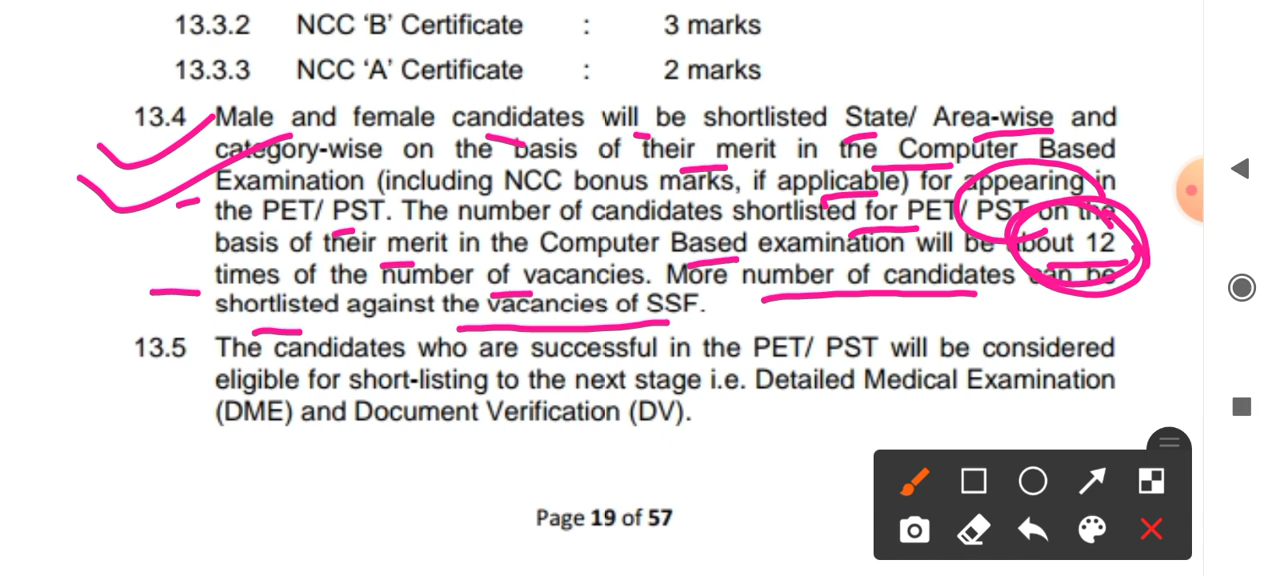 13.3.2 NCC ‘B’ Certificate : 3 marks
13.3.3 NCC ‘A’ Certificate : 2 marks
13.4 Male and female candidates will be shortlisted State/ Area-wise and
category-wise on the basis of their merit in the Computer Based
Examination (including NCC bonus marks, if applicable) for appearing in
the PET/ PST. The number of candidates shortlisted for PET/ PST on the
basis of their merit in the Computer Based examination will be about 12
times of the number of vacancies. More number of candidates can be
shortlisted against the vacancies of SSF.
13.5 The candidates who are successful in the PET/ PST will be considered
eligible for short-listing to the next stage i.e. Detailed Medical Examination
(DME) and Document Verification (DV).
Page 19 of 57